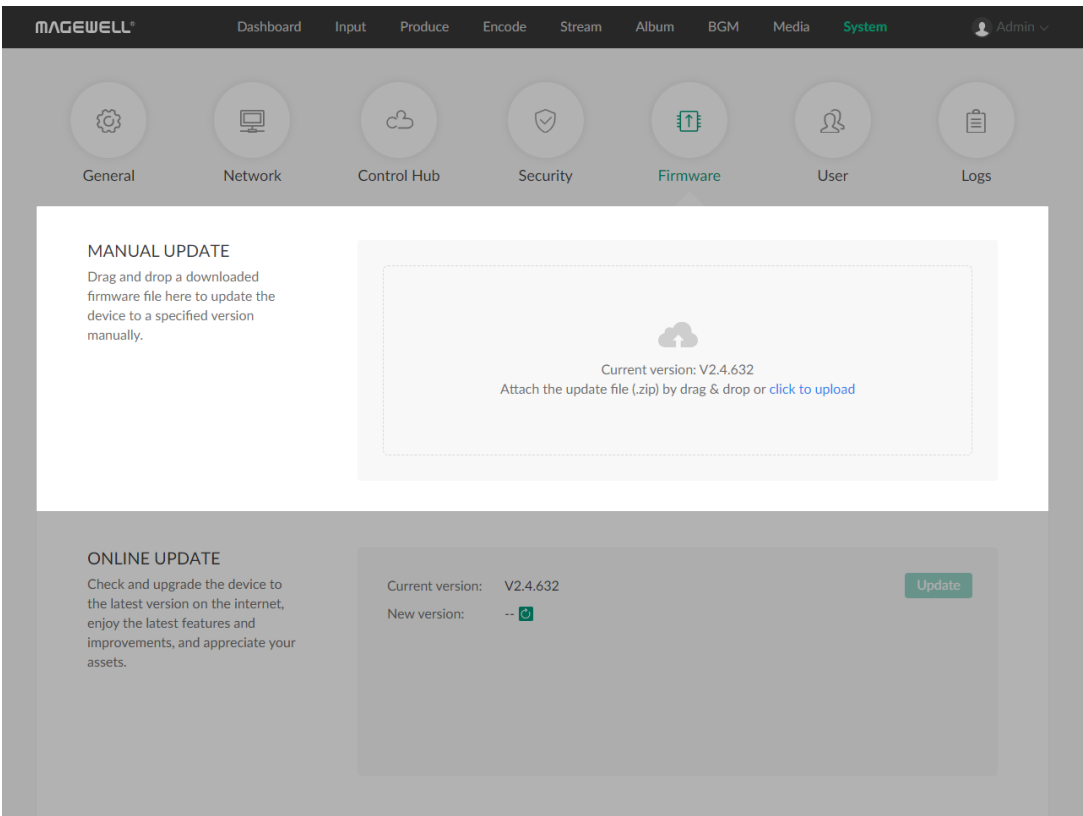 MAGEWELL® Dashboard Input Produce Encode Stream Album BGM Media System Admin
General Network Control Hub Security Firmware User Logs
MANUAL UPDATE
Drag and drop a downloaded
firmware file here to update the
device to a specified version
manually.
Current version: V2.4.632
Attach the update file (.zip) by drag & drop or click to upload
ONLINE UPDATE
Check and upgrade the device to
the latest version on the internet,
enjoy the latest features and
improvements, and appreciate your
assets.
Current version: V2.4.632 Update
New version: --